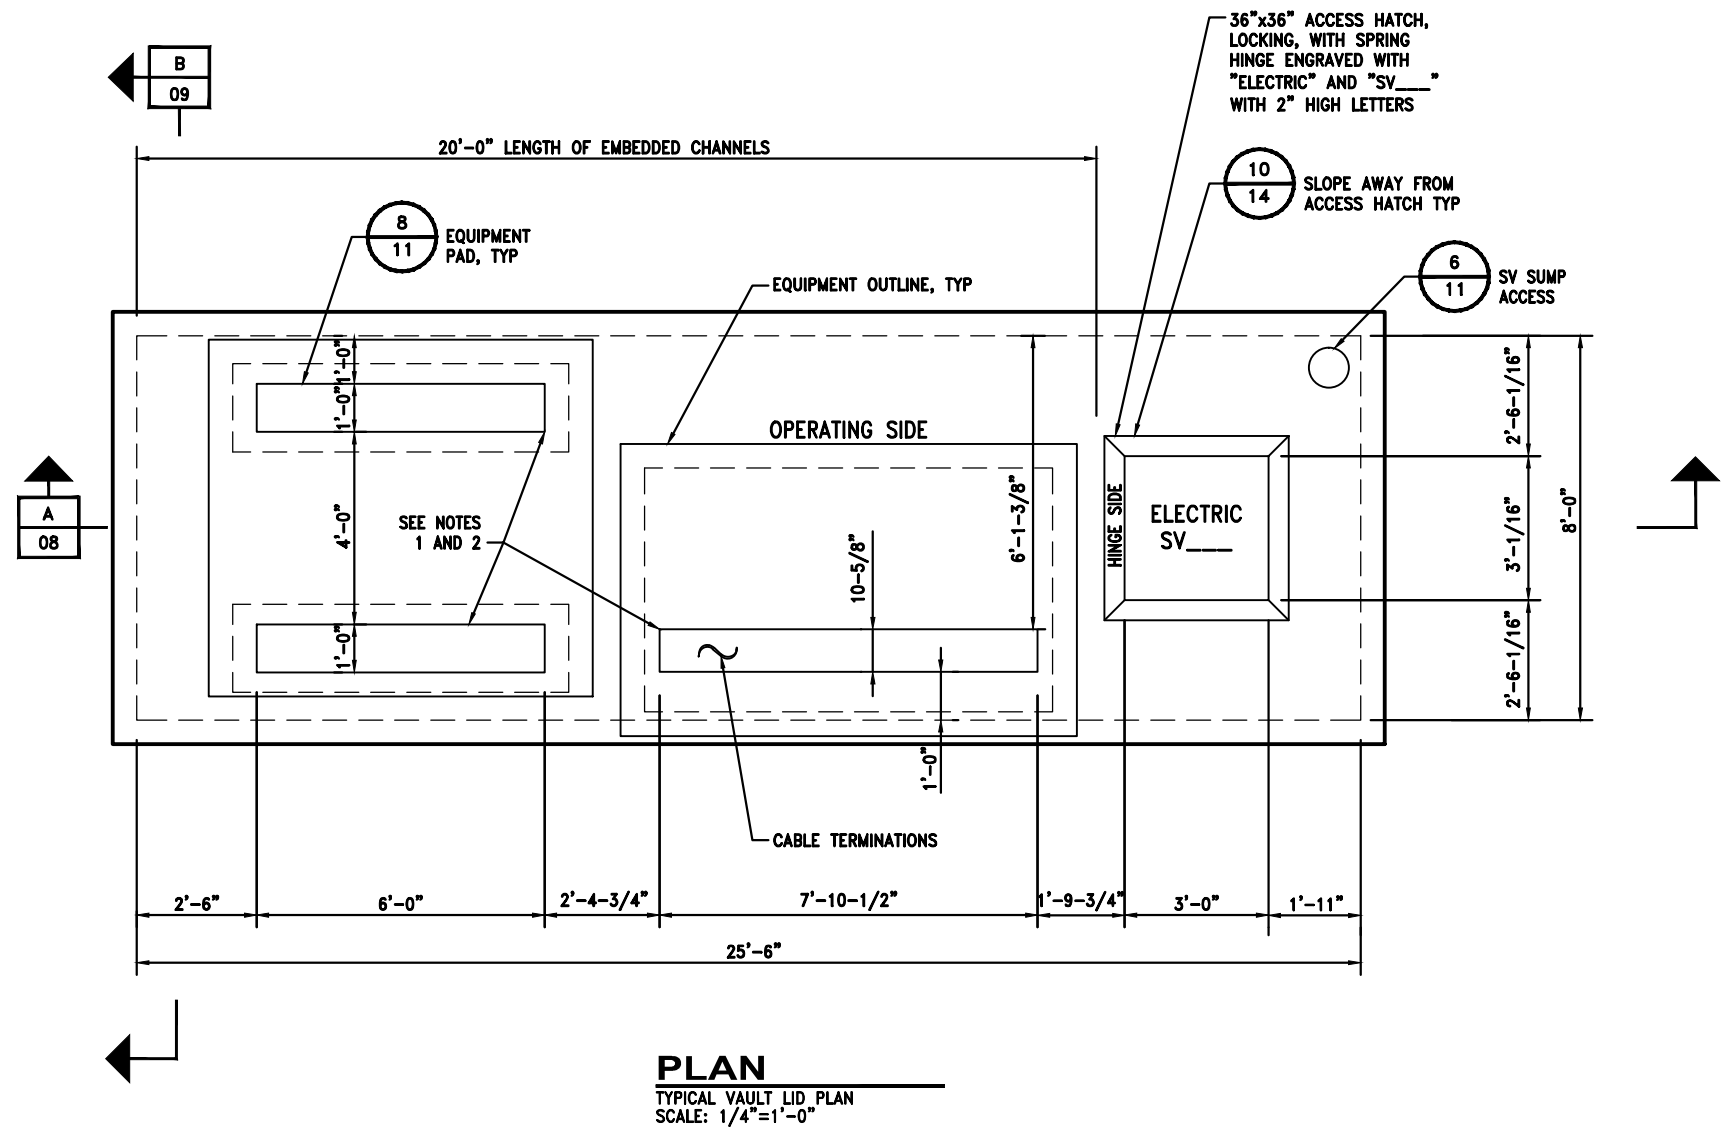 36"x36" ACCESS HATCH,
LOCKING, WITH SPRING
HINGE ENGRAVED WITH
"ELECTRIC" AND "SV___"
WITH 2" HIGH LETTERS
B
09
20'-0" LENGTH OF EMBEDDED CHANNELS
10
14
SLOPE AWAY FROM
ACCESS HATCH TYP
8
11
EQUIPMENT
PAD, TYP
6
11
SV SUMP
ACCESS
EQUIPMENT OUTLINE, TYP
1'-0"
1'-0"
4'-0"
1'-0"
OPERATING SIDE
6'-1-3/8"
10-5/8"
1'-0"
SEE NOTES
1 AND 2
HINGE SIDE
ELECTRIC
SV___
2'-6-1/16"
3'-1/16"
2'-6-1/16"
8'-0"
A
08
CABLE TERMINATIONS
2'-6"
6'-0"
2'-4-3/4"
7'-10-1/2"
1'-9-3/4"
3'-0"
1'-11"
25'-6"
PLAN
TYPICAL VAULT LID PLAN
SCALE: 1/4"=1'-0"